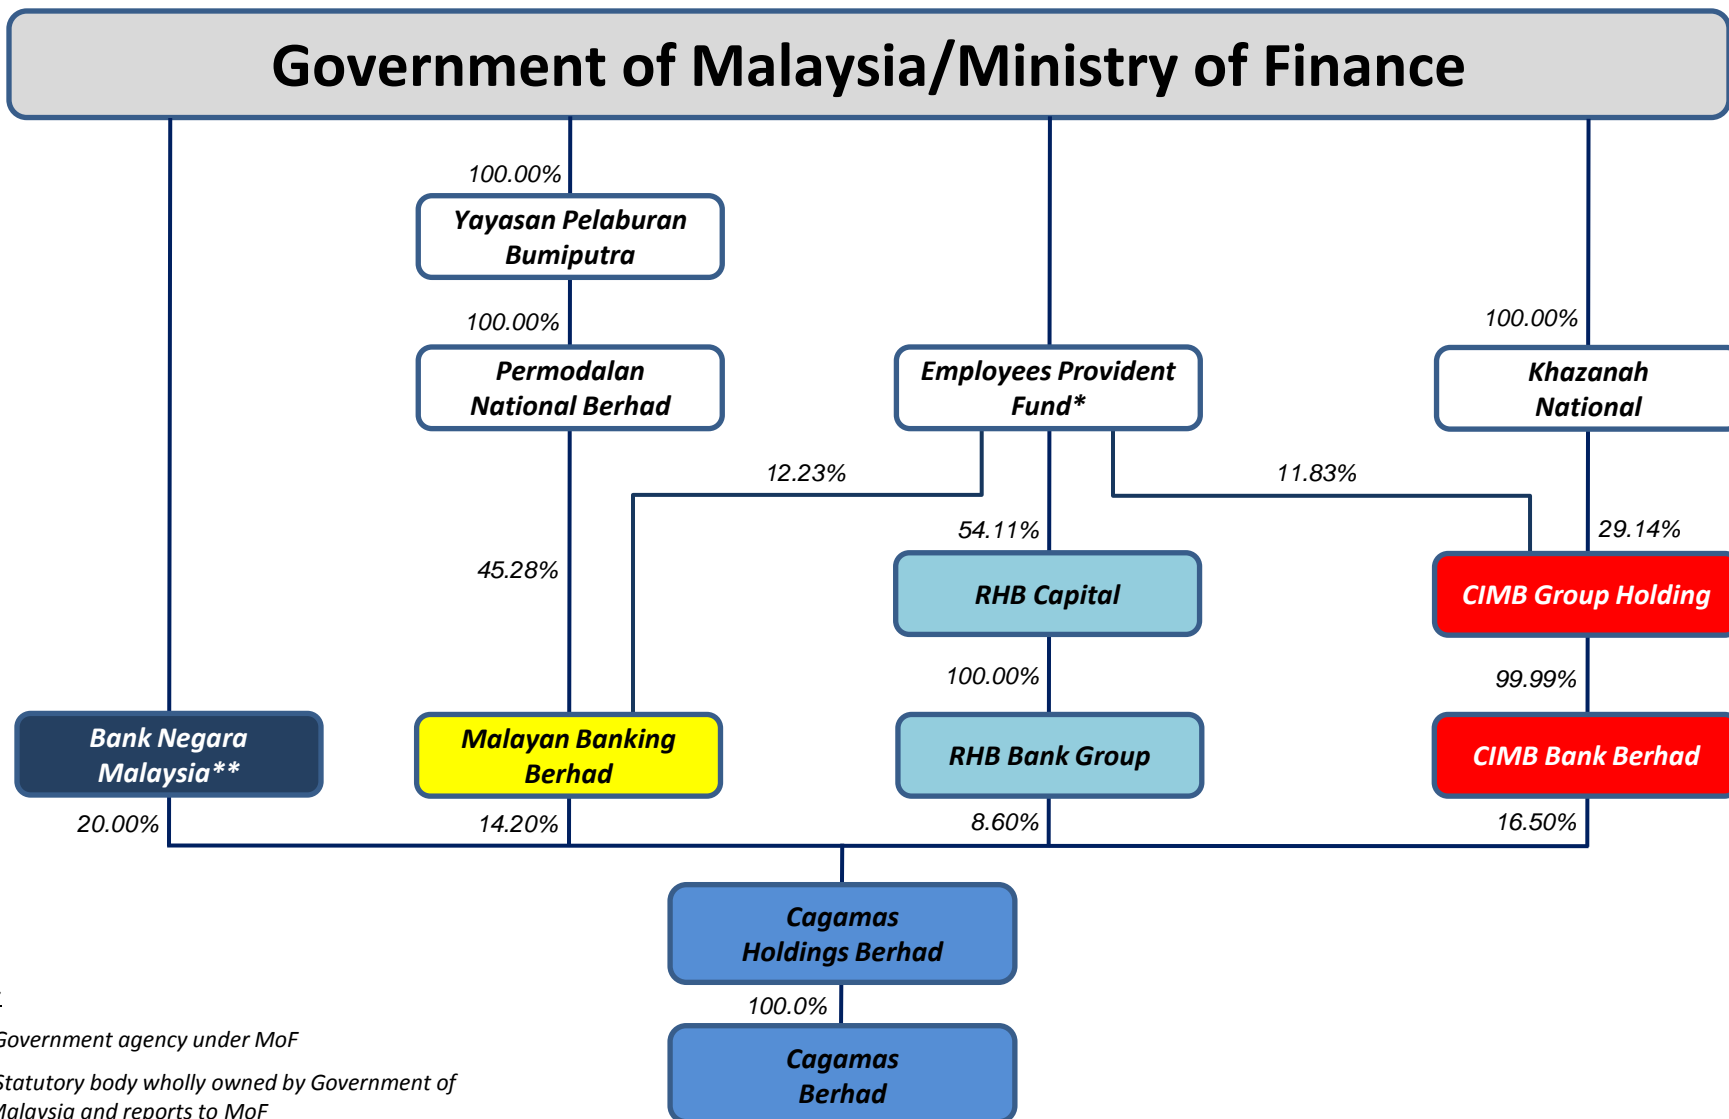 Government of Malaysia/Ministry of Finance
100.00%
Yayasan Pelaburan
Bumiputra
100.00%
100.00%
Permodalan
National Berhad
Employees Provident
Fund*
Khazanah
National
12.23%
11.83%
54.11%
29.14%
45.28%
RHB Capital
CIMB Group Holding
100.00%
99.99%
Bank Negara
Malaysia**
Malayan Banking
Berhad
RHB Bank Group
CIMB Bank Berhad
20.00%
14.20%
8.60%
16.50%
Cagamas
Holdings Berhad
100.0%
Cagamas
Berhad
Government agency under MoF
Statutory body wholly owned by Government of
Malaysia and reports to MoF